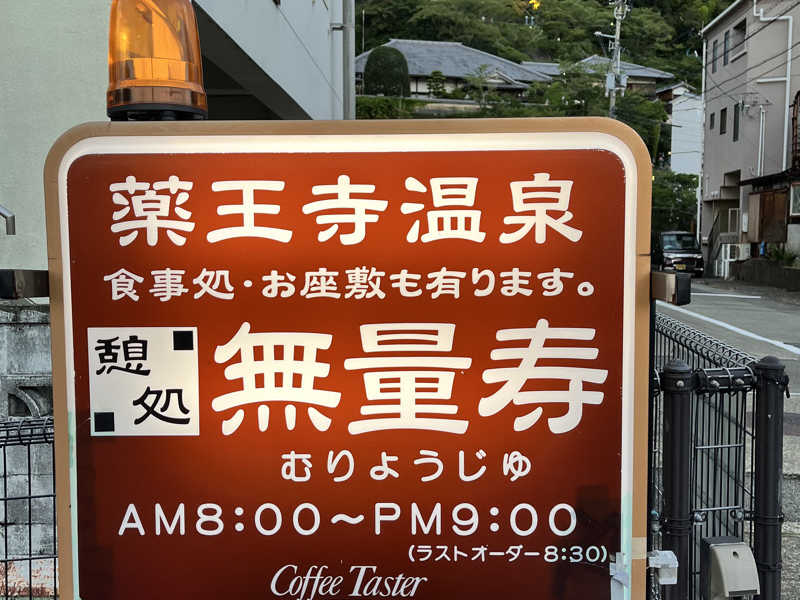 薬王寺温泉
食事処・お座敷も有ります。
憩処
無量寿
むりょうじゅ
AM8:00～PM9:00
(ラストオーダー8:30)
Coffee Taster